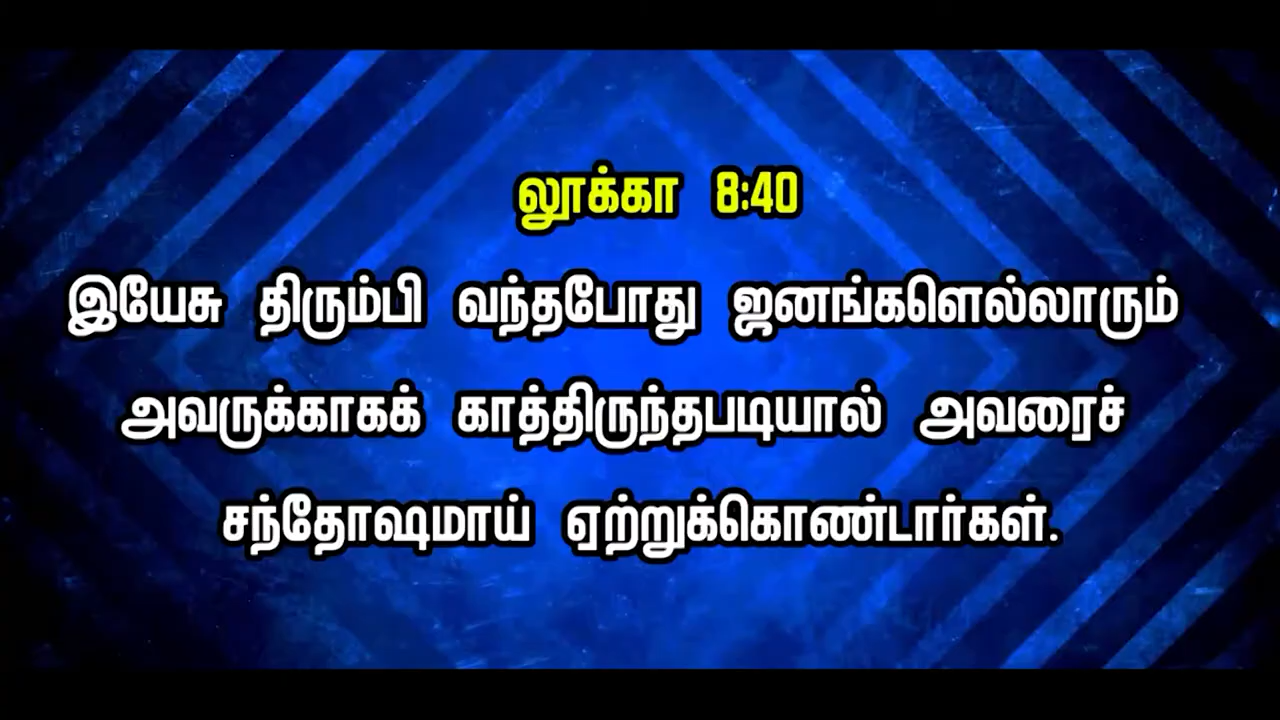 லூக்கா 8:40
இயேசு திரும்பி வந்தபோது ஜனங்களெல்லாரும்
அவருக்காகக் காத்திருந்தபடியால் அவரைச்
சந்தோஷமாய் ஏற்றுக்கொண்டார்கள்.